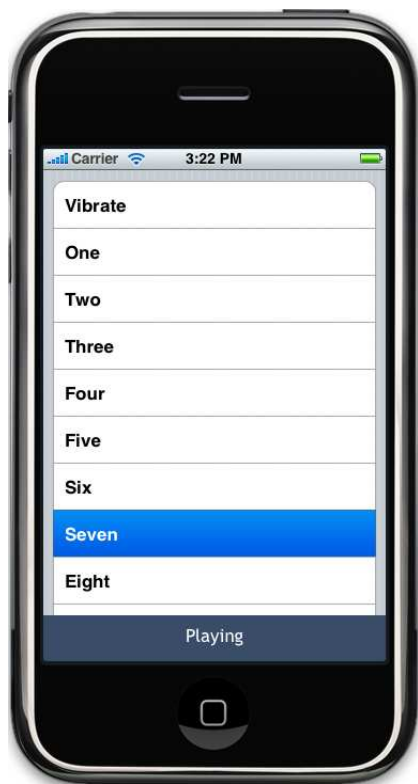 Carrier 3:22 PM
Vibrate
One
Two
Three
Four
Five
Six
Seven
Eight
Playing